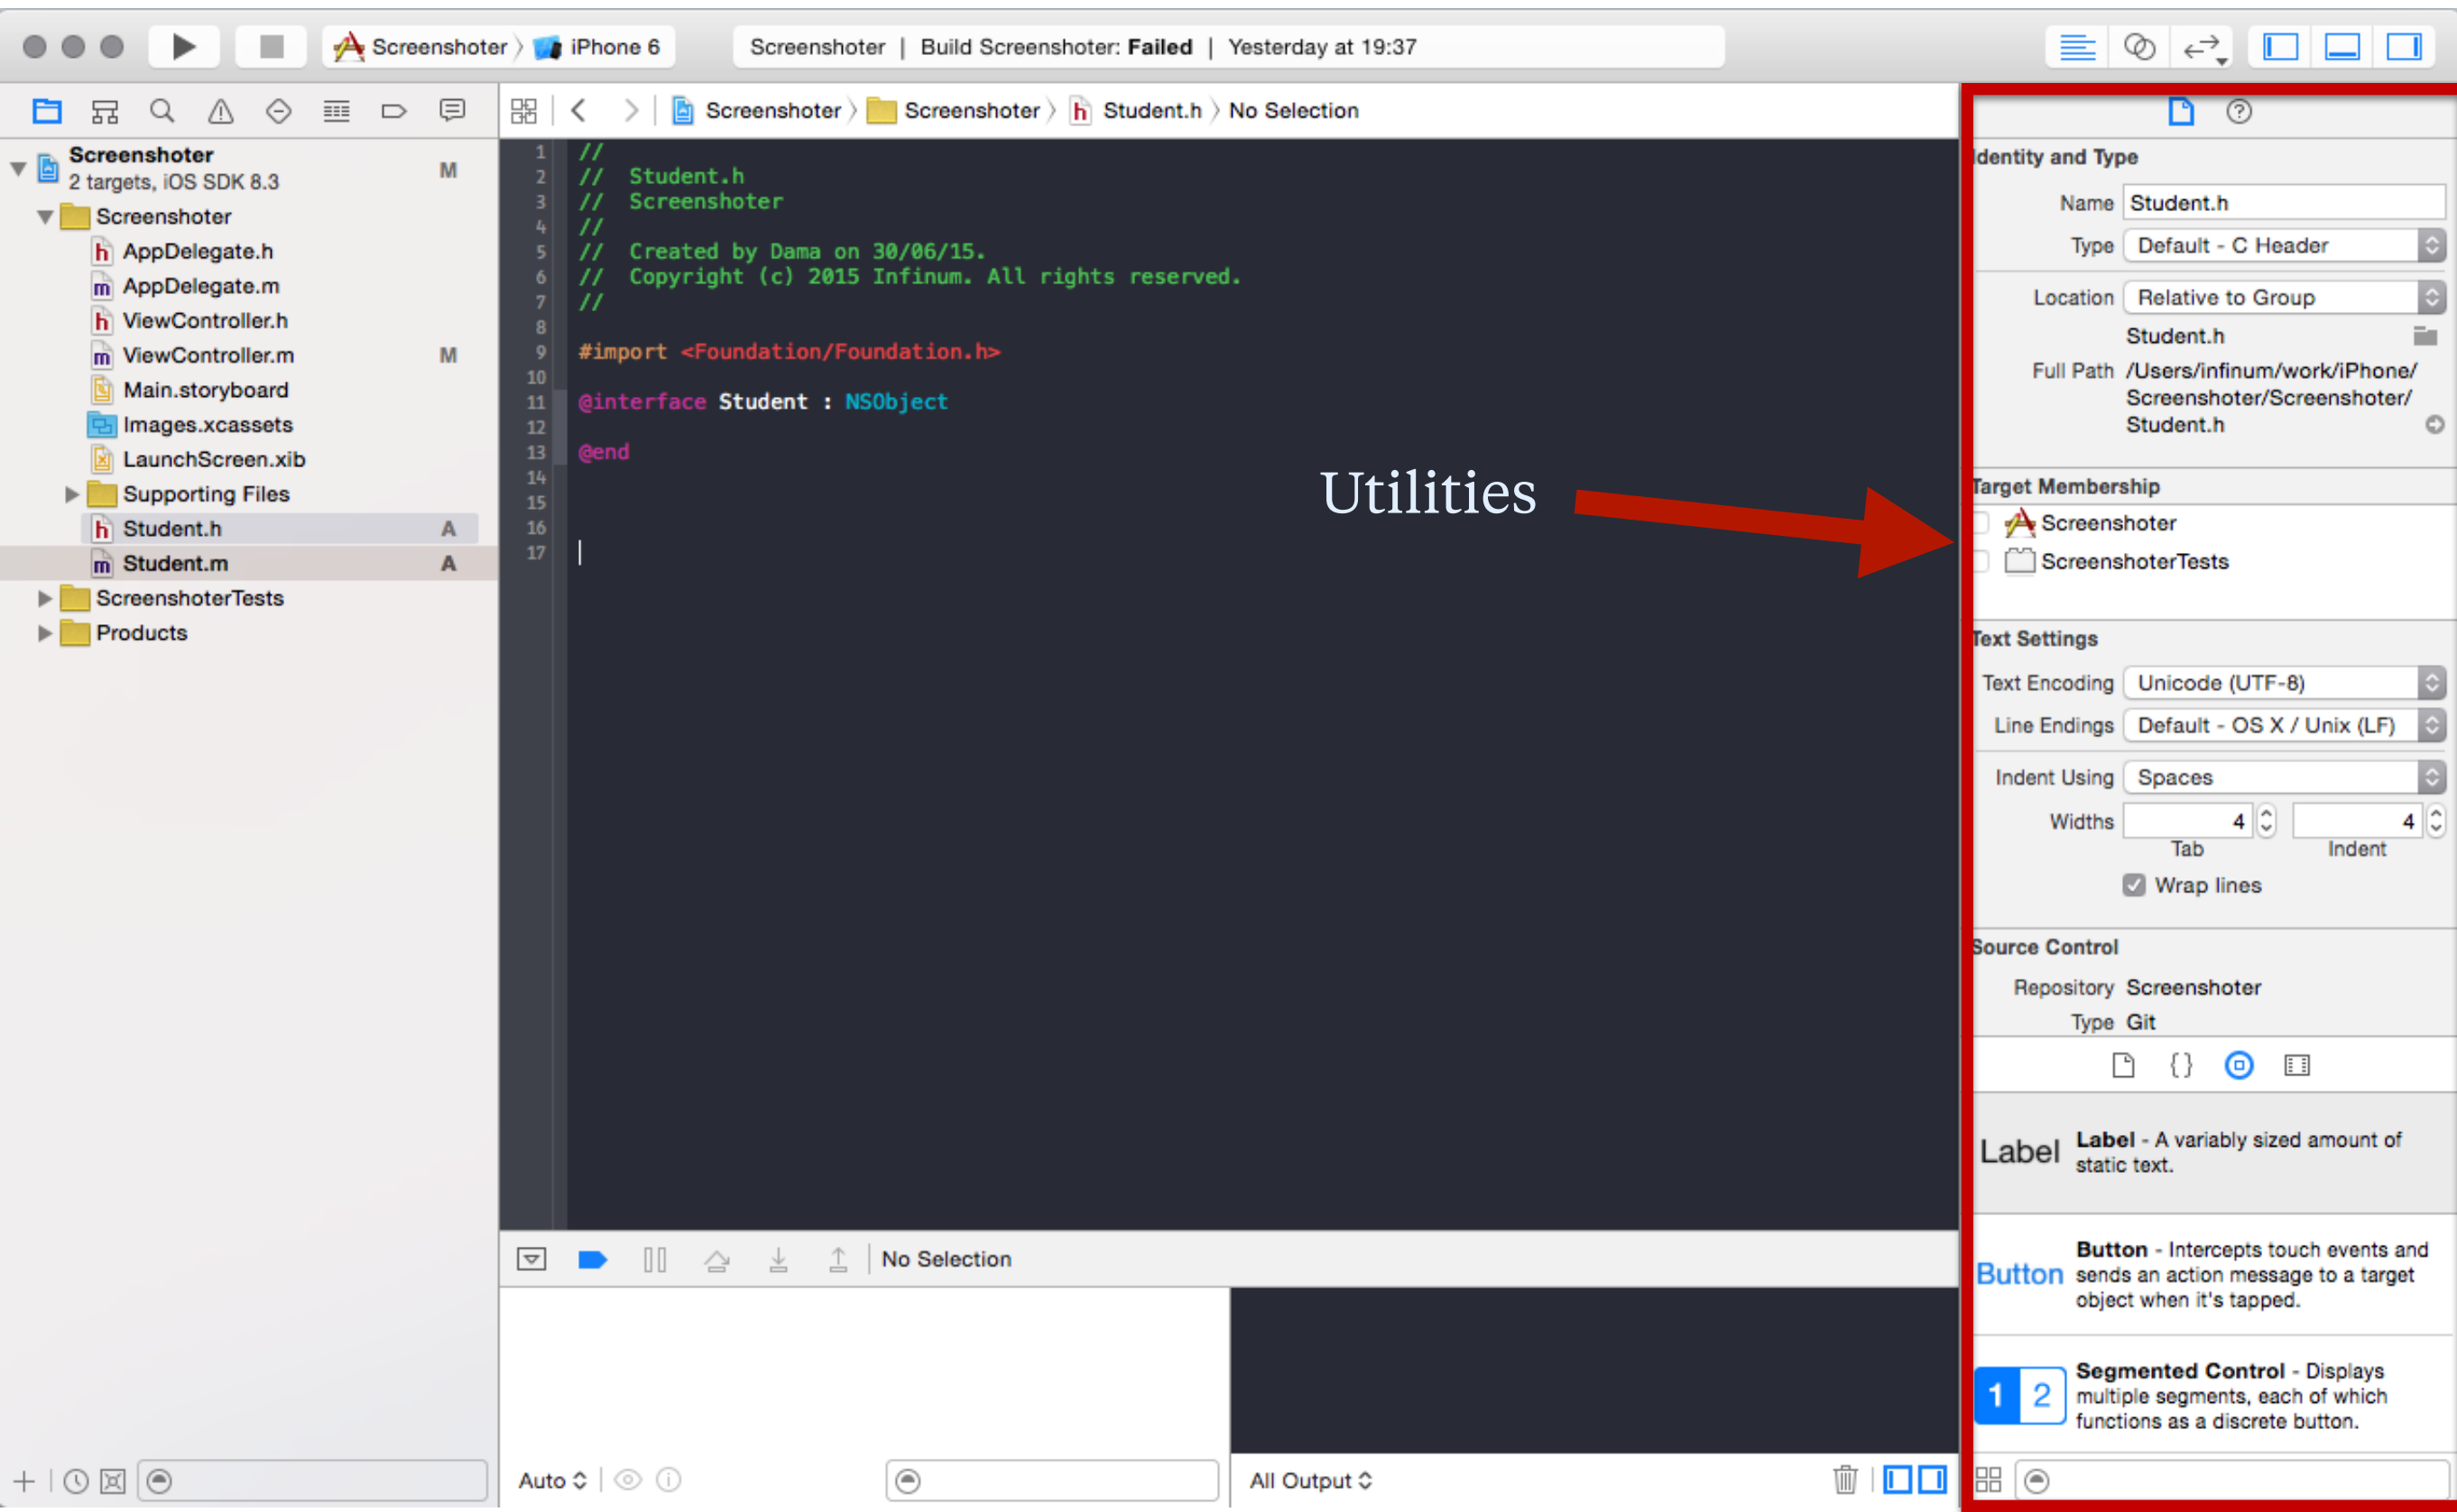 Screenshoter iPhone 6
Screenshoter | Build Screenshoter: Failed | Yesterday at 19:37
Screenshoter
2 targets, iOS SDK 8.3
M
Screenshoter
h AppDelegate.h
m AppDelegate.m
h ViewController.h
m ViewController.m M
Main.storyboard
Images.xcassets
LaunchScreen.xib
Supporting Files
h Student.h A
m Student.m A
ScreenshoterTests
Products
Screenshoter Screenshoter h Student.h No Selection
1 //
2 // Student.h
3 // Screenshoter
4 //
5 // Created by Dama on 30/06/15.
6 // Copyright (c) 2015 Infinum. All rights reserved.
7 //
8
9 #import <Foundation/Foundation.h>
10
11 @interface Student : NSObject
12
13 @end
14
15
16
17
Utilities
No Selection
Auto
All Output
Identity and Type
Name Student.h
Type Default - C Header
Location Relative to Group
Student.h
Full Path /Users/infinum/work/iPhone/
Screenshoter/Screenshoter/
Student.h
Target Membership
Screenshoter
ScreenshoterTests
Text Settings
Text Encoding Unicode (UTF-8)
Line Endings Default - OS X / Unix (LF)
Indent Using Spaces
Widths 4 4
Tab Indent
Wrap lines
Source Control
Repository Screenshoter
Type Git
{}
Label
Label - A variably sized amount of
static text.
Button
Button - Intercepts touch events and
sends an action message to a target
object when it's tapped.
1 2
Segmented Control - Displays
multiple segments, each of which
functions as a discrete button.